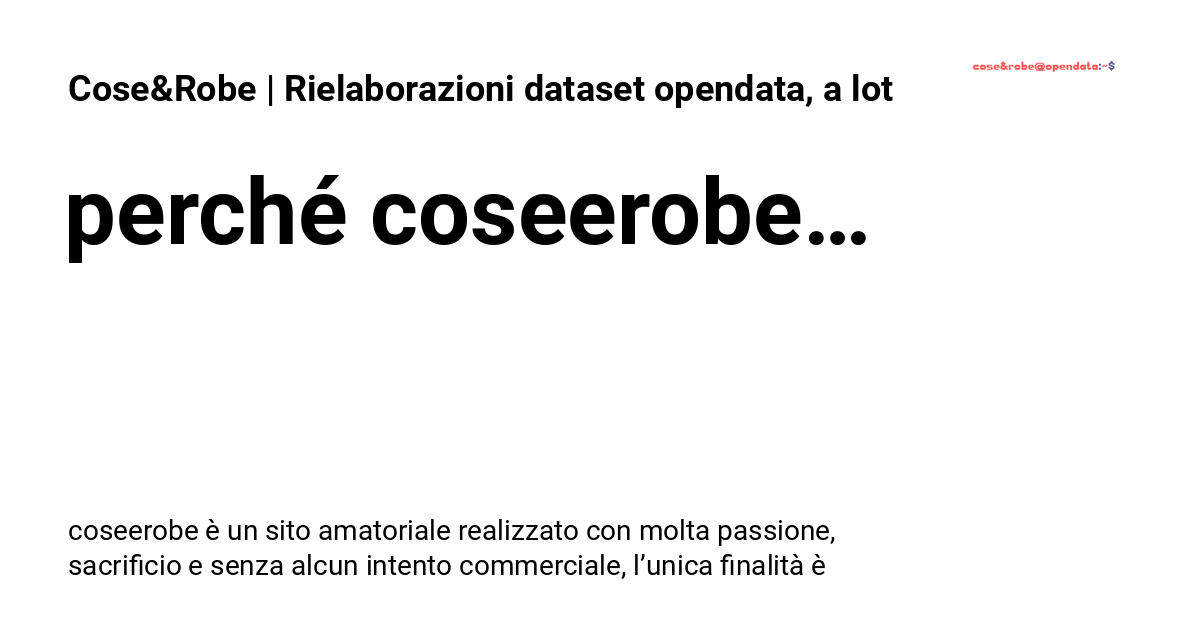 Cose&Robe | Rielaborazioni dataset opendata, a lot
cose&robe@opendata:~$
perché coseerobe…
coseerobe è un sito amatoriale realizzato con molta passione,
sacrificio e senza alcun intento commerciale, l’unica finalità è